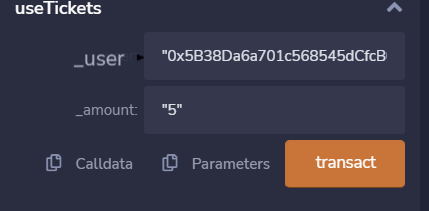 useTickets
_user "0x5B38Da6a701c568545dCfcB
_amount: "5"
Calldata Parameters transact